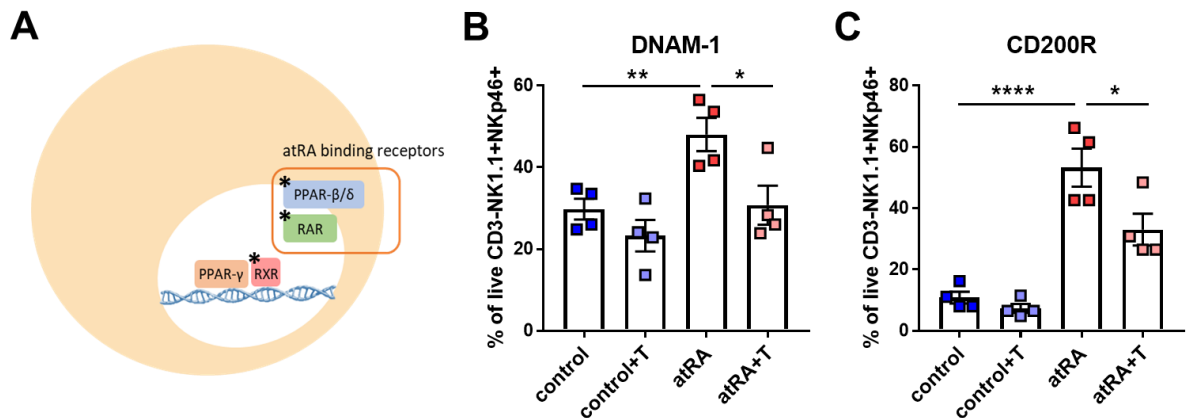 A
atRA binding receptors
*
PPAR-β/δ
*
RAR
*
PPAR-γ
RXR
B
DNAM-1
% of live CD3-NK1.1+NKp46+
60
40
20
0
**
*
control
control+T
atRA
atRA+T
C
CD200R
% of live CD3-NK1.1+NKp46+
80
60
40
20
0
****
*
control
control+T
atRA
atRA+T